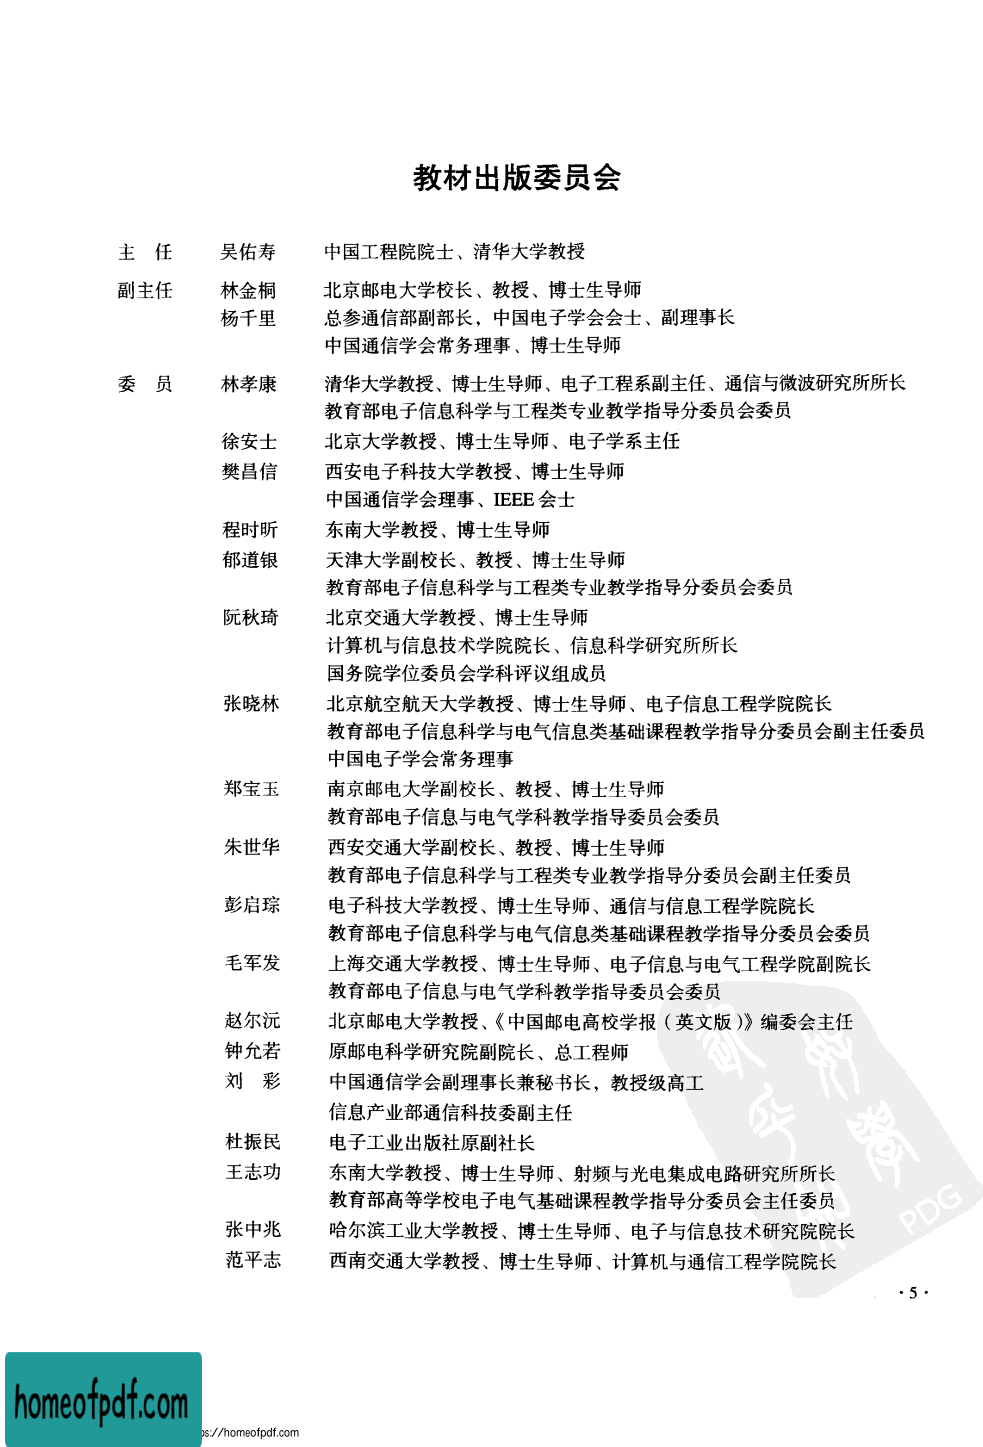 教材出版委员会
主 任 吴佑寿 中国工程院院士、清华大学教授
副主任 林金桐 北京邮电大学校长、教授、博士生导师
杨千里 总参通信部副部长，中国电子学会会士、副理事长
中国通信学会常务理事、博士生导师
委 员 林孝康 清华大学教授、博士生导师、电子工程系副主任、通信与微波研究所所长
教育部电子信息科学与工程类专业教学指导分委员会委员
徐安士 北京大学教授、博士生导师、电子学系主任
樊昌信 西安电子科技大学教授、博士生导师
中国通信学会理事、IEEE 会士
程时昕 东南大学教授、博士生导师
郁道银 天津大学副校长、教授、博士生导师
教育部电子信息科学与工程类专业教学指导分委员会委员
阮秋琦 北京交通大学教授、博士生导师
计算机与信息技术学院院长、信息科学研究所所长
国务院学位委员会学科评议组成员
张晓林 北京航空航天大学教授、博士生导师、电子信息工程学院院长
教育部电子信息科学与电气信息类基础课程教学指导分委员会副主任委员
中国电子学会常务理事
郑宝玉 南京邮电大学副校长、教授、博士生导师
教育部电子信息与电气学科教学指导委员会委员
朱世华 西安交通大学副校长、教授、博士生导师
教育部电子信息科学与工程类专业教学指导分委员会副主任委员
彭启琮 电子科技大学教授、博士生导师、通信与信息工程学院院长
教育部电子信息科学与电气信息类基础课程教学指导分委员会委员
毛军发 上海交通大学教授、博士生导师、电子信息与电气工程学院副院长
教育部电子信息与电气学科教学指导委员会委员
赵尔沅 北京邮电大学教授、《中国邮电高校学报（英文版）》编委会主任
钟允若 原邮电科学研究院副院长、总工程师
刘 彩 中国通信学会副理事长兼秘书长，教授级高工
信息产业部通信科技委副主任
杜振民 电子工业出版社原副社长
王志功 东南大学教授、博士生导师、射频与光电集成电路研究所所长
教育部高等学校电子电气基础课程教学指导分委员会主任委员
张中兆 哈尔滨工业大学教授、博士生导师、电子与信息技术研究院院长
范平志 西南交通大学教授、博士生导师、计算机与通信工程学院院长
PDG
·5·
homeofpdf.com
ps://homeofpdf.com